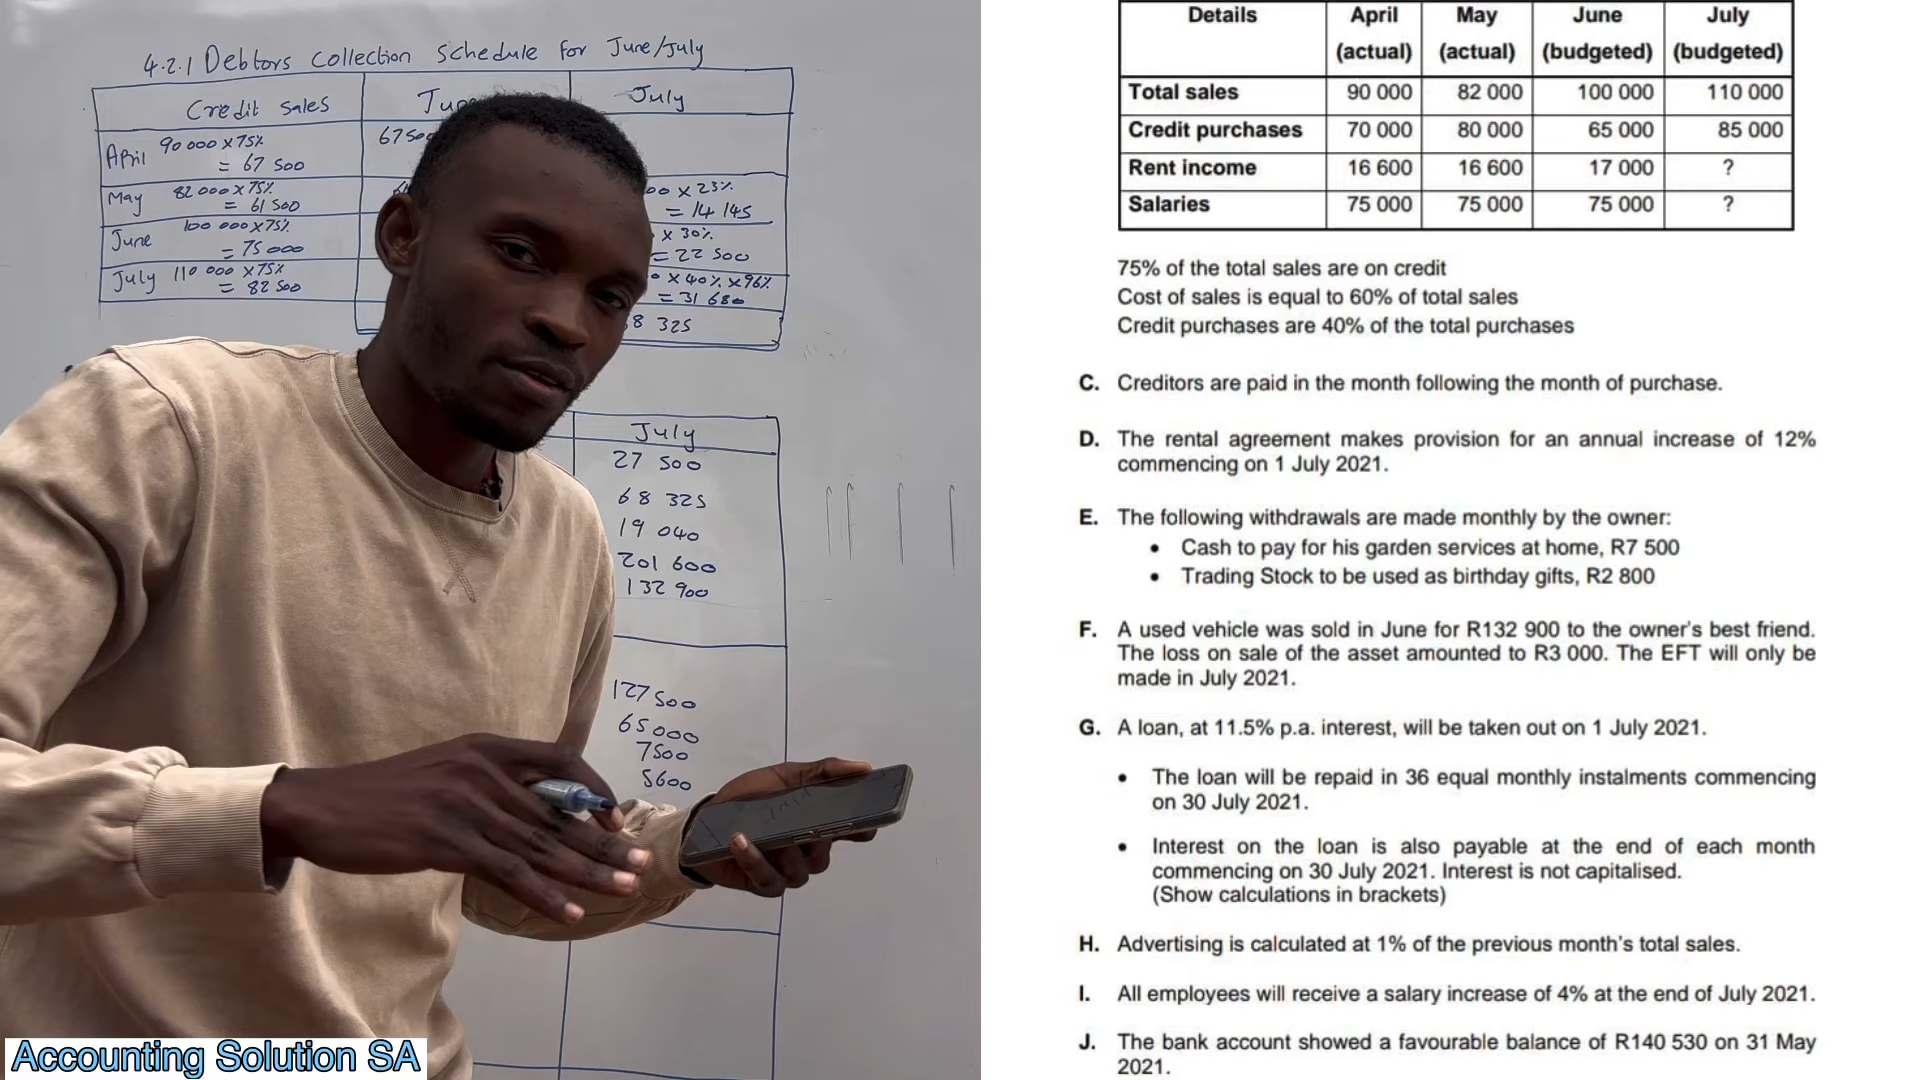 4.2.1 Debtors collection schedule for June/July
Credit sales
July
April 90 000 x 75%
= 67 500
May 82 000 x 75%
= 61 500
x 23%
= 14 145
June 100 000 x 75%
= 75 000
x 30%
= 22 500
July 110 000 x 75%
= 82 500
x 40% x 96%
= 31 680
8 325
July
27 500
68 325
19 040
201 600
132 900
127 500
65 000
7500
5600
Accounting Solution SA
Details April May June July
(actual) (actual) (budgeted) (budgeted)
Total sales 90 000 82 000 100 000 110 000
Credit purchases 70 000 80 000 65 000 85 000
Rent income 16 600 16 600 17 000 ?
Salaries 75 000 75 000 75 000 ?
75% of the total sales are on credit
Cost of sales is equal to 60% of total sales
Credit purchases are 40% of the total purchases
C. Creditors are paid in the month following the month of purchase.
D. The rental agreement makes provision for an annual increase of 12%
commencing on 1 July 2021.
E. The following withdrawals are made monthly by the owner:
• Cash to pay for his garden services at home, R7 500
• Trading Stock to be used as birthday gifts, R2 800
F. A used vehicle was sold in June for R132 900 to the owner's best friend.
The loss on sale of the asset amounted to R3 000. The EFT will only be
made in July 2021.
G. A loan, at 11.5% p.a. interest, will be taken out on 1 July 2021.
• The loan will be repaid in 36 equal monthly instalments commencing
on 30 July 2021.
• Interest on the loan is also payable at the end of each month
commencing on 30 July 2021. Interest is not capitalised.
(Show calculations in brackets)
H. Advertising is calculated at 1% of the previous month's total sales.
I. All employees will receive a salary increase of 4% at the end of July 2021.
J. The bank account showed a favourable balance of R140 530 on 31 May
2021.